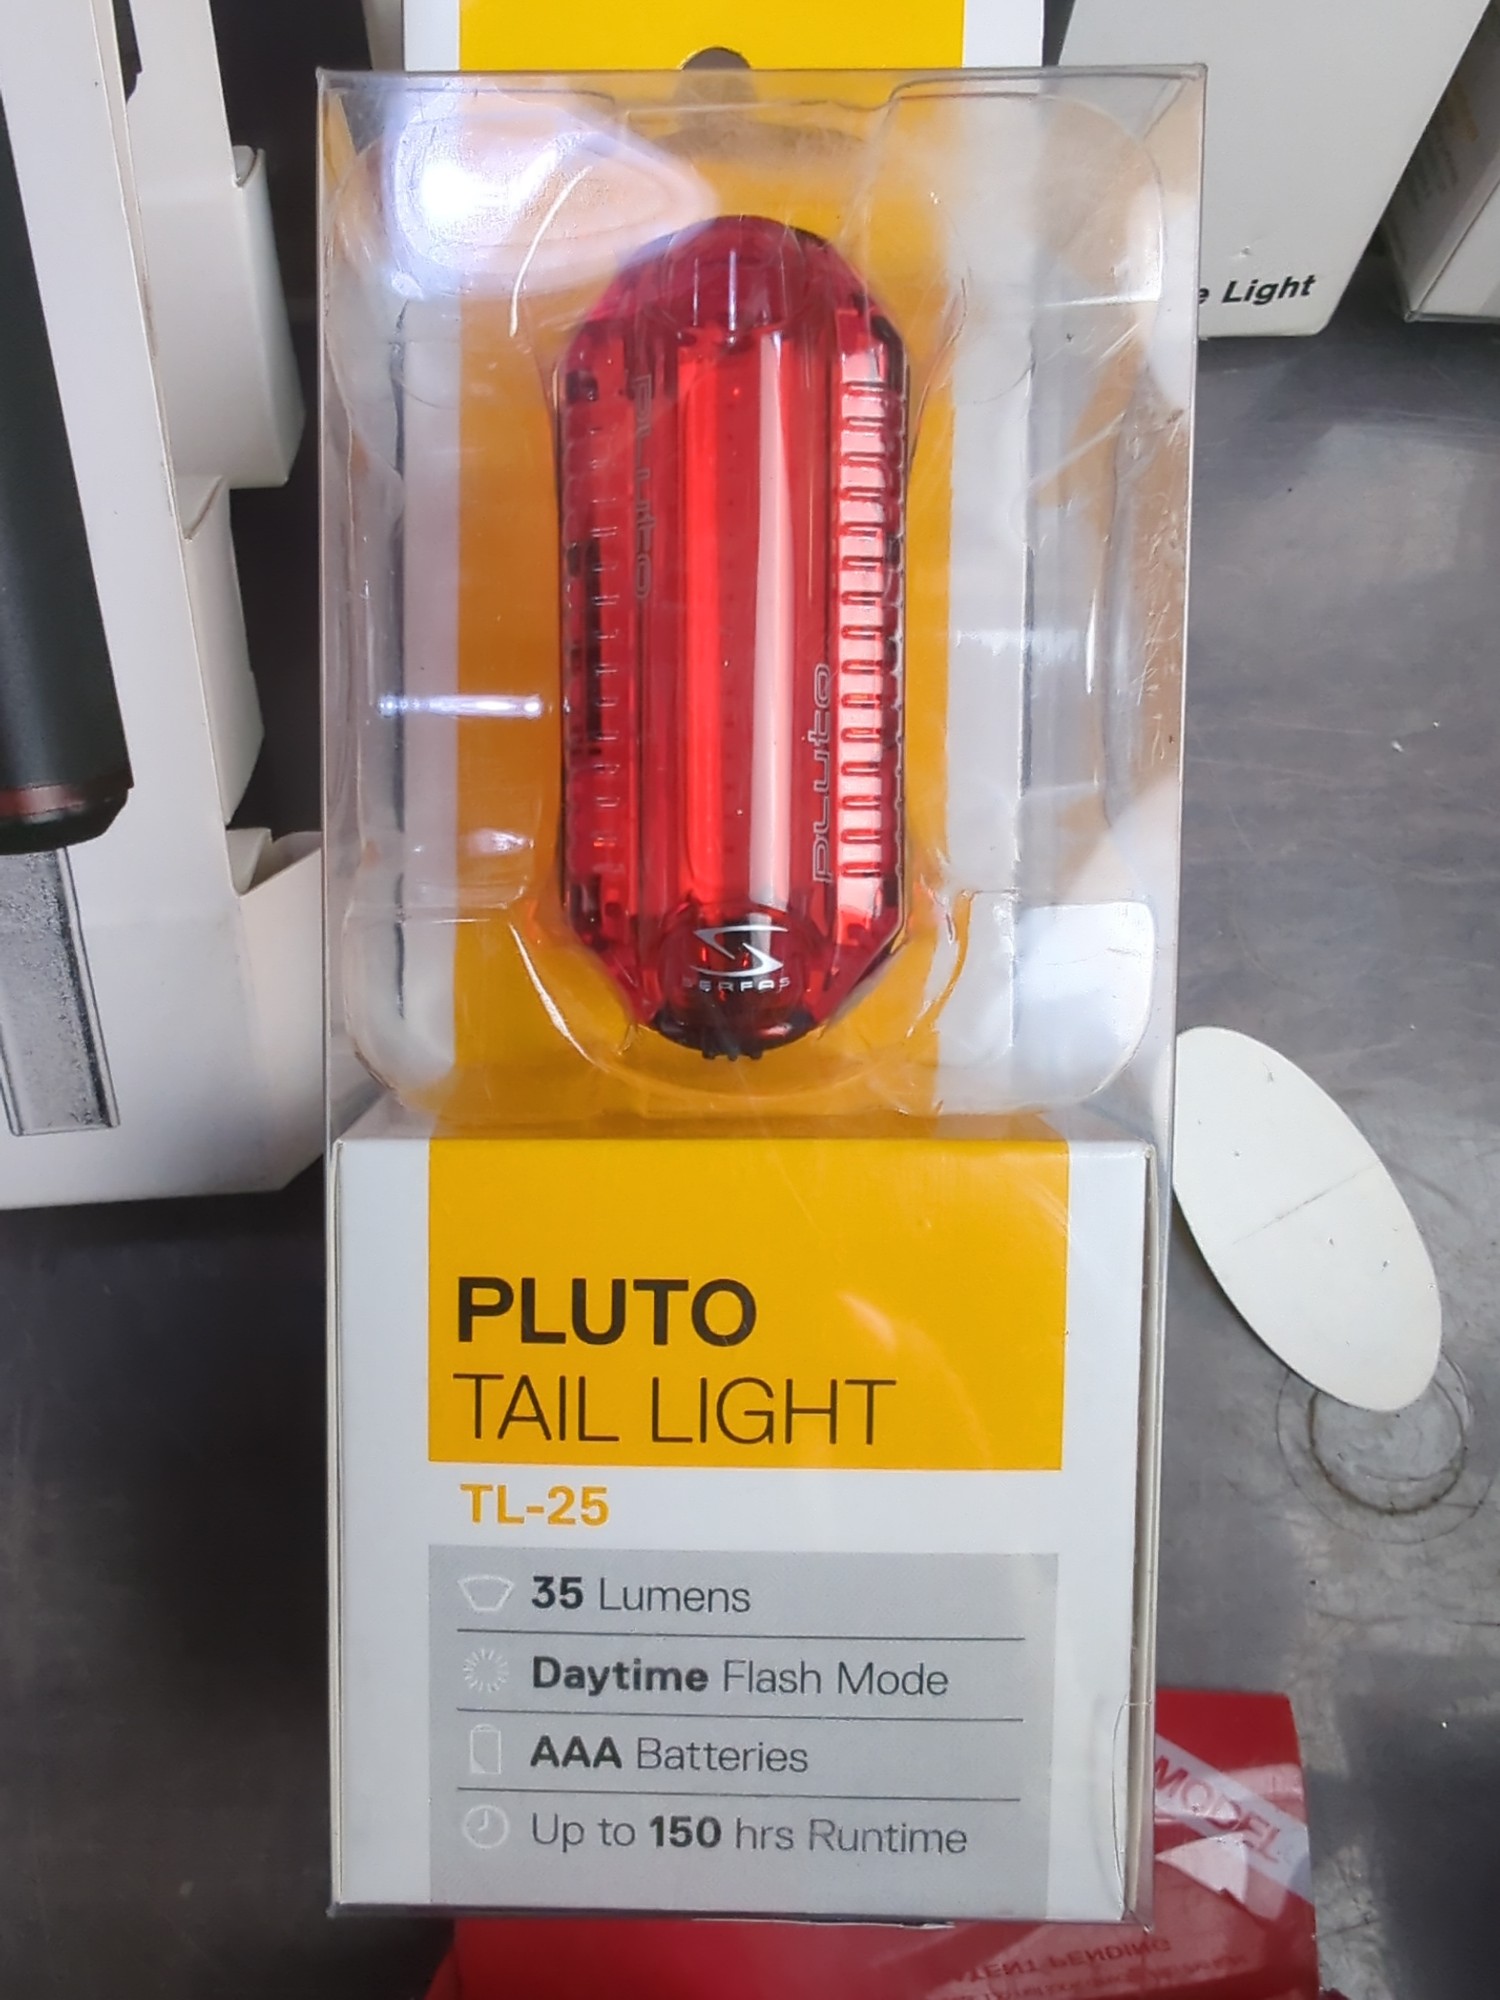 Light
Pluto
Pluto
SERFAS
PLUTO
TAIL LIGHT
TL-25
35 Lumens
Daytime Flash Mode
AAA Batteries
Up to 150 hrs Runtime
MODEL
PENDING